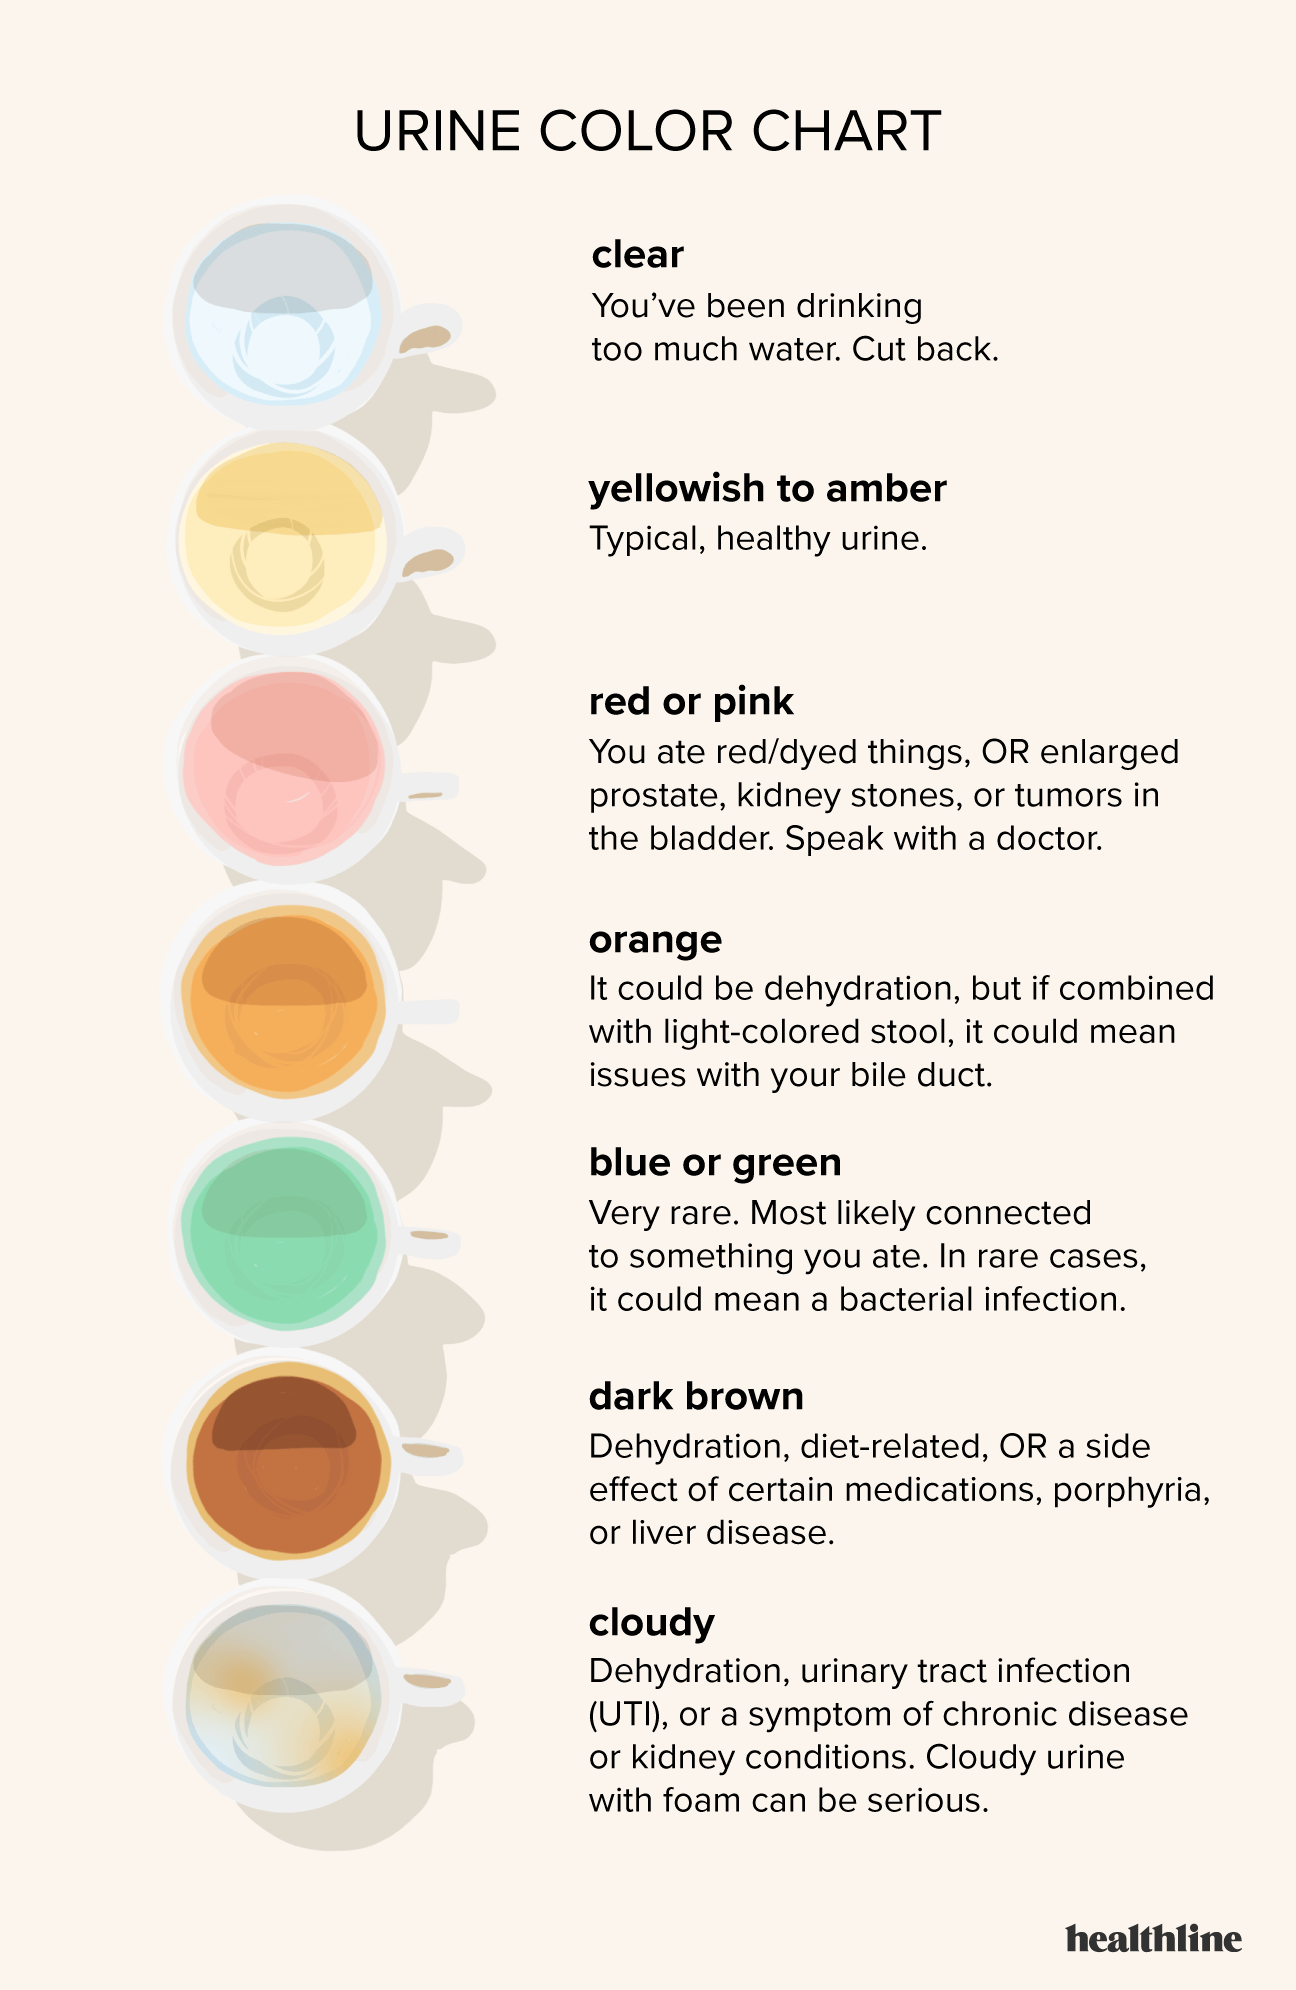 URINE COLOR CHART
clear
You’ve been drinking
too much water. Cut back.
yellowish to amber
Typical, healthy urine.
red or pink
You ate red/dyed things, OR enlarged
prostate, kidney stones, or tumors in
the bladder. Speak with a doctor.
orange
It could be dehydration, but if combined
with light-colored stool, it could mean
issues with your bile duct.
blue or green
Very rare. Most likely connected
to something you ate. In rare cases,
it could mean a bacterial infection.
dark brown
Dehydration, diet-related, OR a side
effect of certain medications, porphyria,
or liver disease.
cloudy
Dehydration, urinary tract infection
(UTI), or a symptom of chronic disease
or kidney conditions. Cloudy urine
with foam can be serious.
healthline